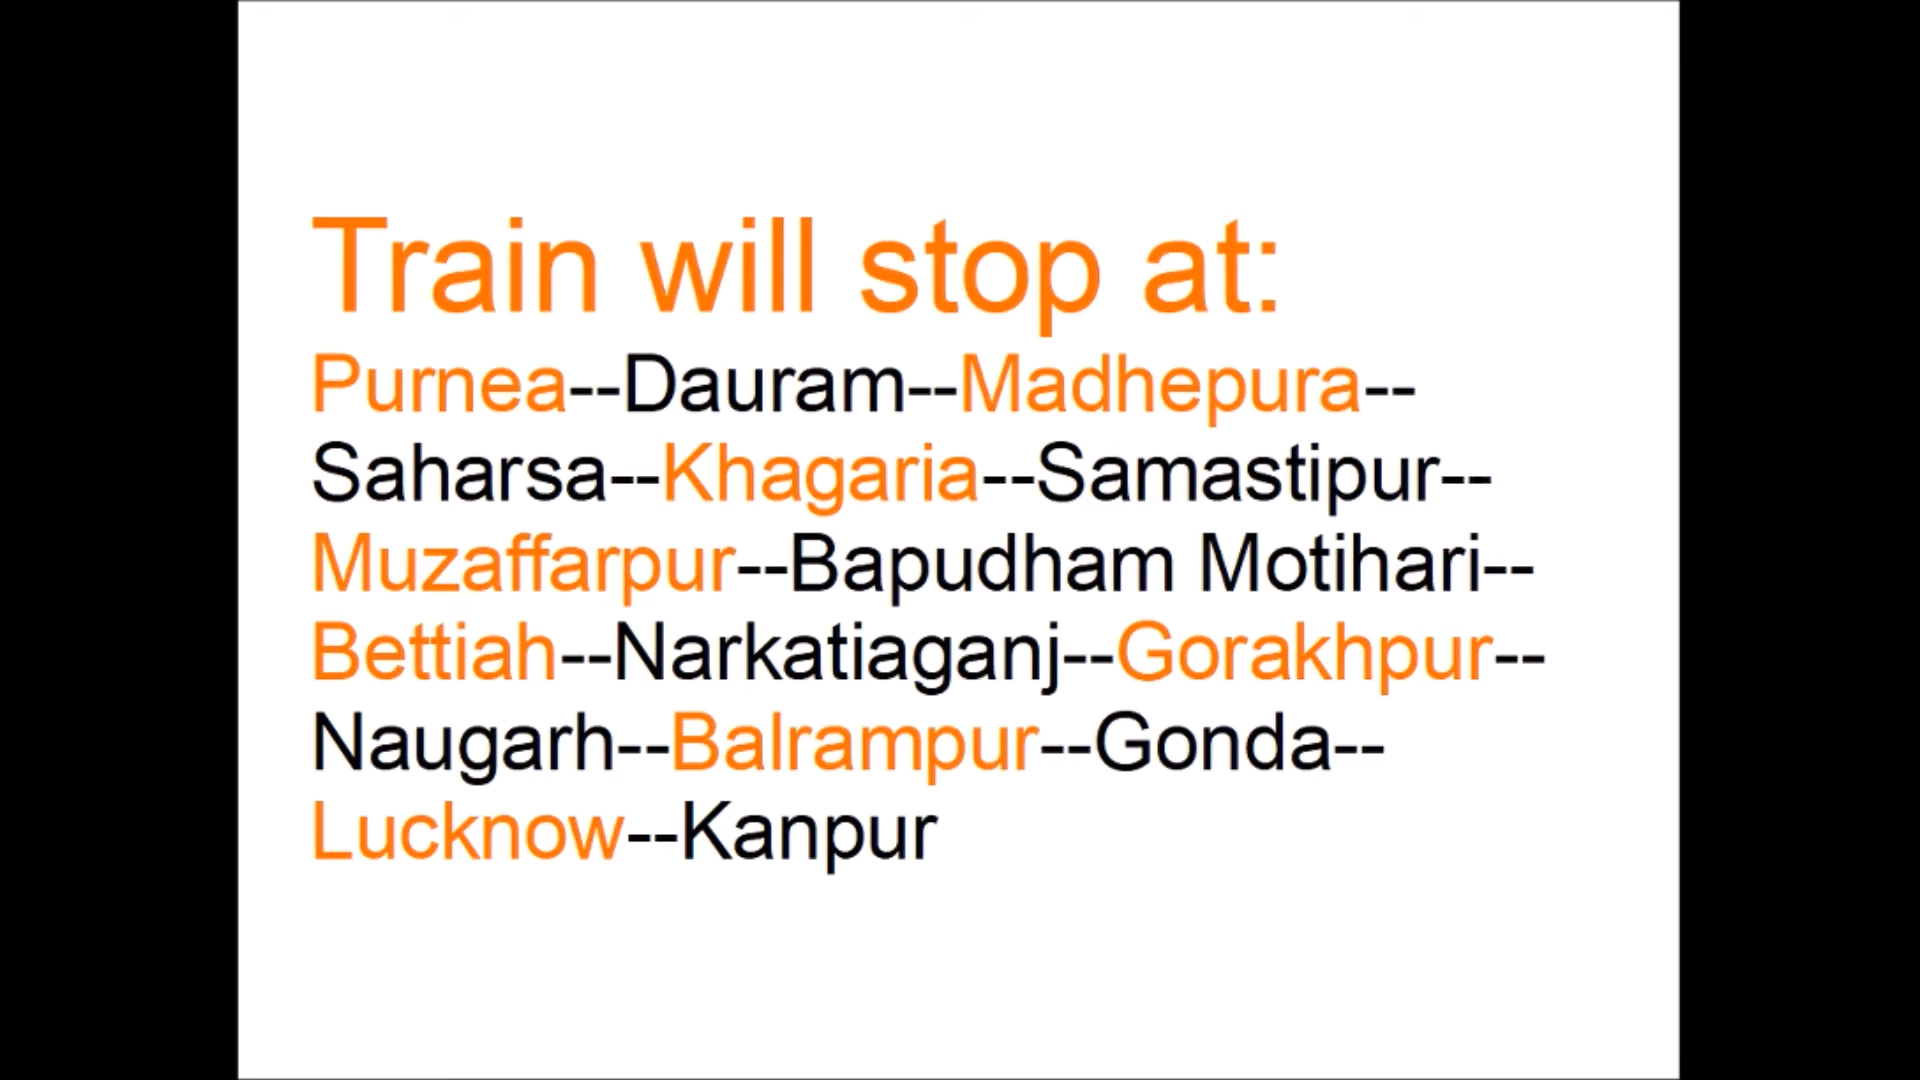 Train will stop at:
Purnea--Dauram--Madhepura--
Saharsa--Khagaria--Samastipur--
Muzaffarpur--Bapudham Motihari--
Bettiah--Narkatiaganj--Gorakhpur--
Naugarh--Balrampur--Gonda--
Lucknow--Kanpur